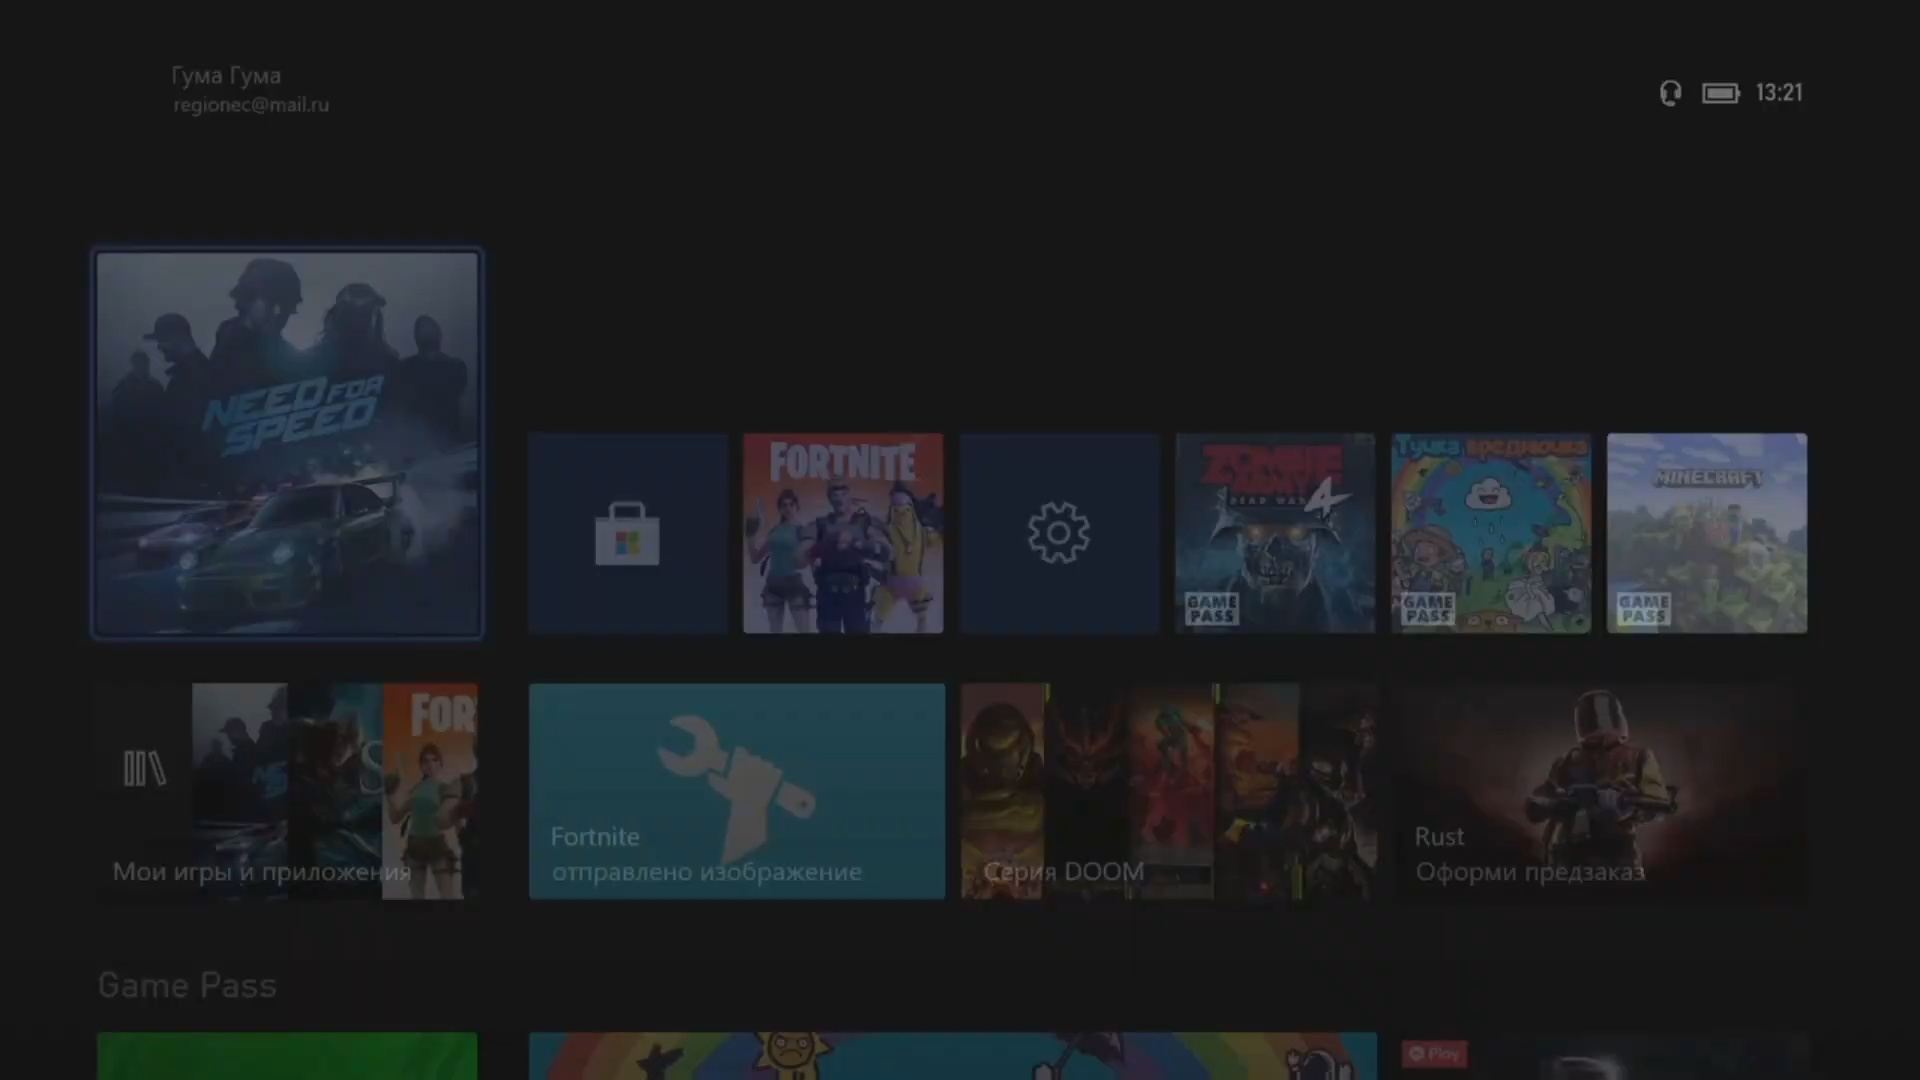 Гума Гума
regionec@mail.ru
13:21
NEED FOR
SPEED
FORTNITE
ZOMBIE
ARMY
DEAD WAR 4
GAME
PASS
Тучка вредночка
GAME
PASS
MINECRAFT
GAME
PASS
FOR
Мои игры и приложения
Fortnite
отправлено изображение
Серия DOOM
Rust
Оформи предзаказ
Game Pass
Play